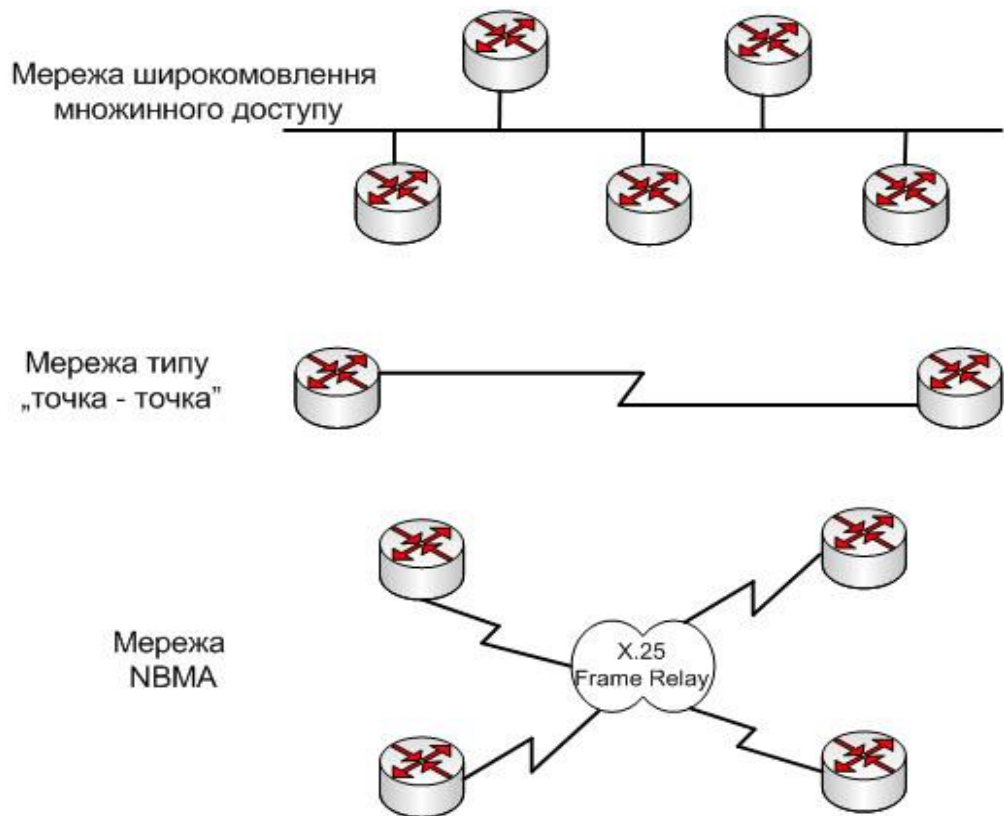 Мережа широкомовлення
множинного доступу
Мережа типу
„точка - точка”
Мережа
NBMA
X.25
Frame Relay